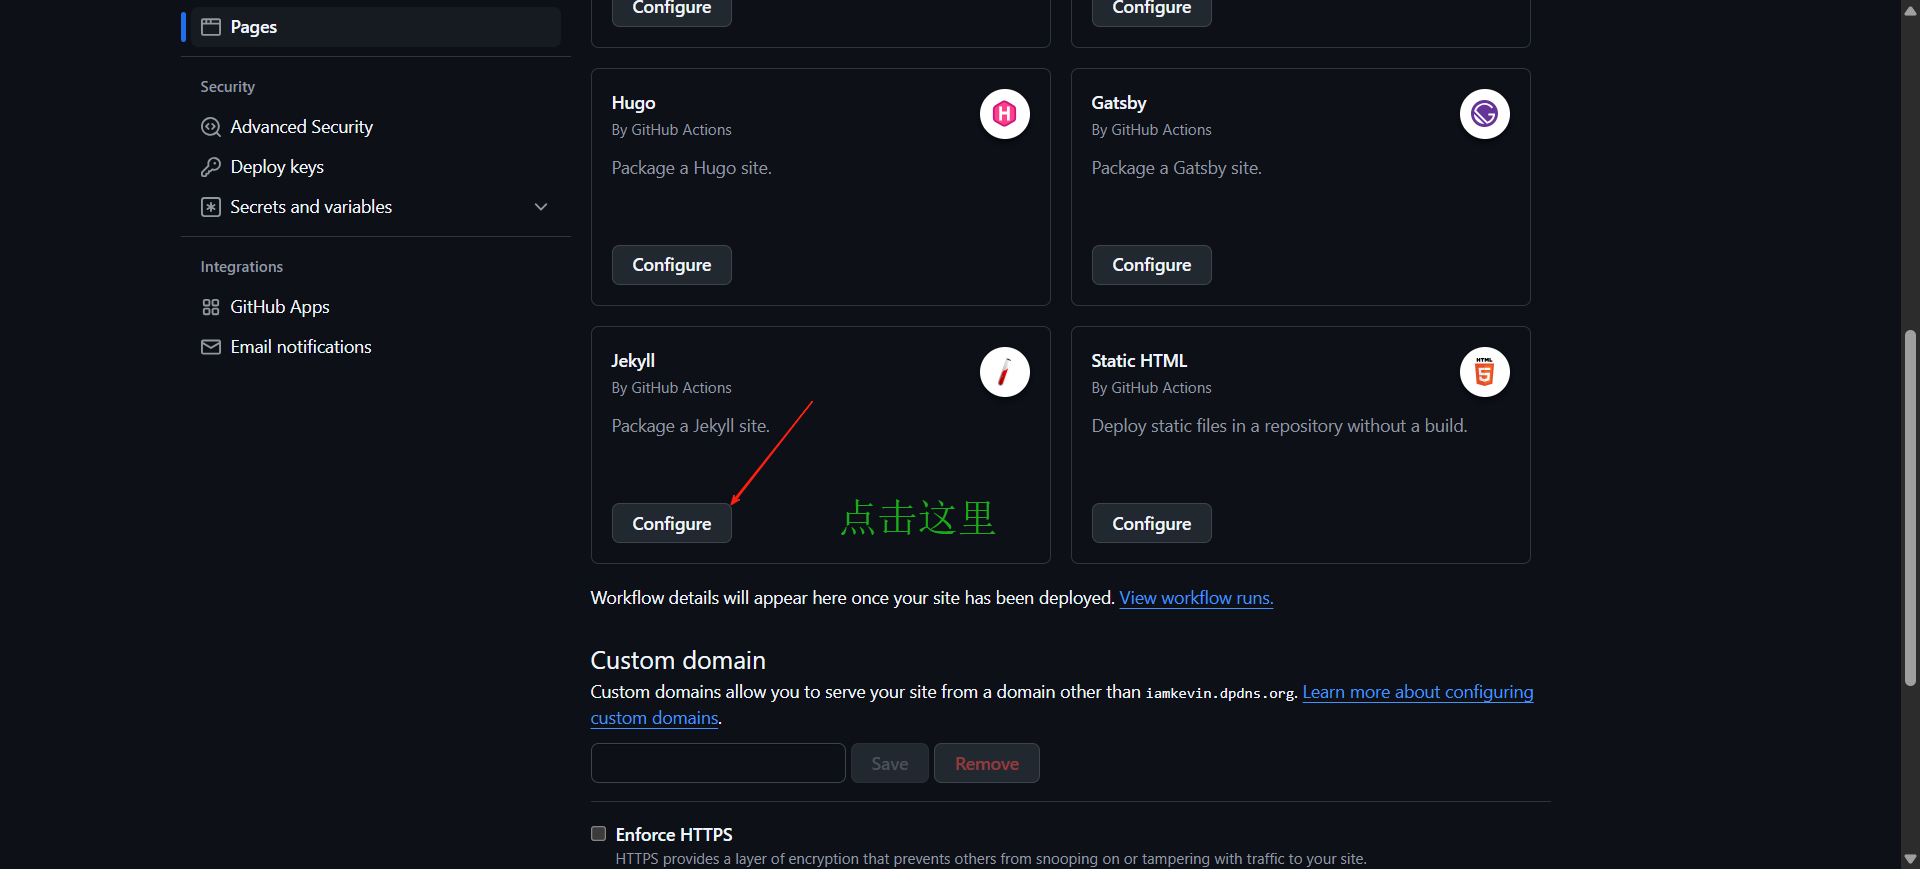 Pages
Security
Advanced Security
Deploy keys
Secrets and variables
Integrations
GitHub Apps
Email notifications
Configure
Configure
Hugo
By GitHub Actions
Package a Hugo site.
Configure
Gatsby
By GitHub Actions
Package a Gatsby site.
Configure
Jekyll
By GitHub Actions
Package a Jekyll site.
Configure
点击这里
Static HTML
By GitHub Actions
HTML
5
Deploy static files in a repository without a build.
Configure
Workflow details will appear here once your site has been deployed. View workflow runs.
Custom domain
Custom domains allow you to serve your site from a domain other than iamkevin.dpdns.org. Learn more about configuring
custom domains.
Save
Remove
Enforce HTTPS
HTTPS provides a layer of encryption that prevents others from snooping on or tampering with traffic to your site.